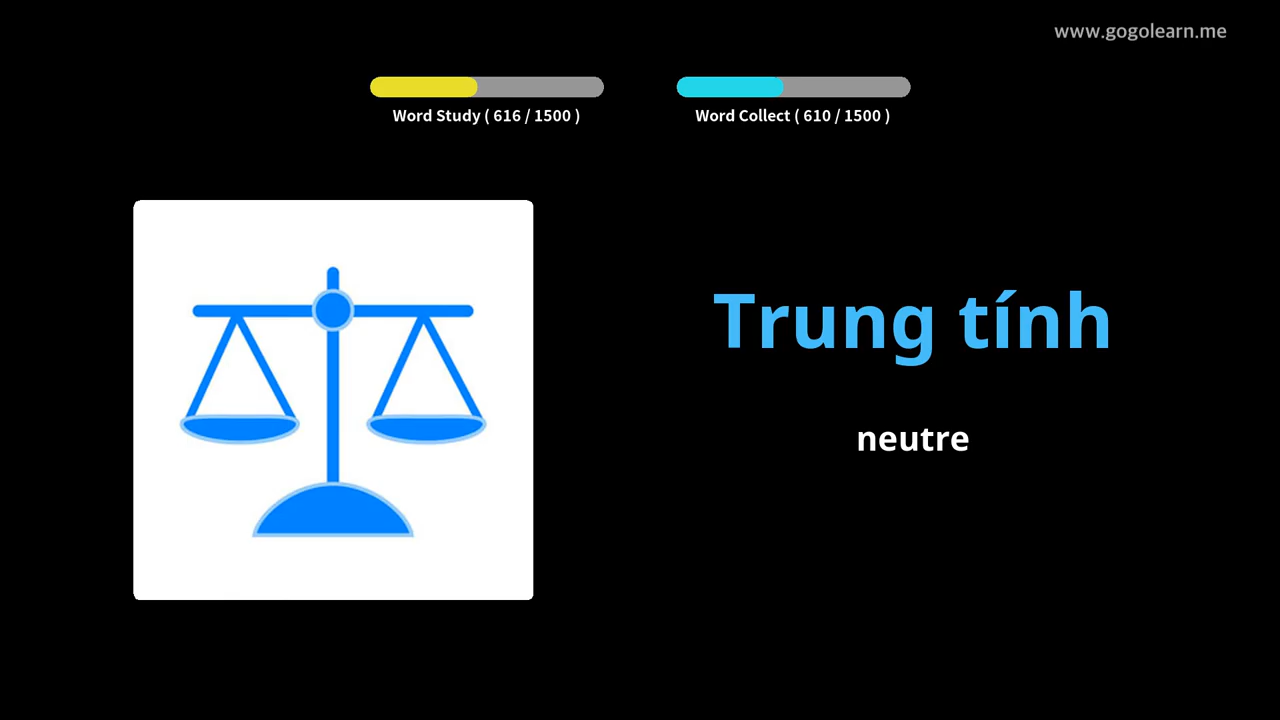 www.gogolearn.me
Word Study ( 616 / 1500 )
Word Collect ( 610 / 1500 )
Trung tính
neutre